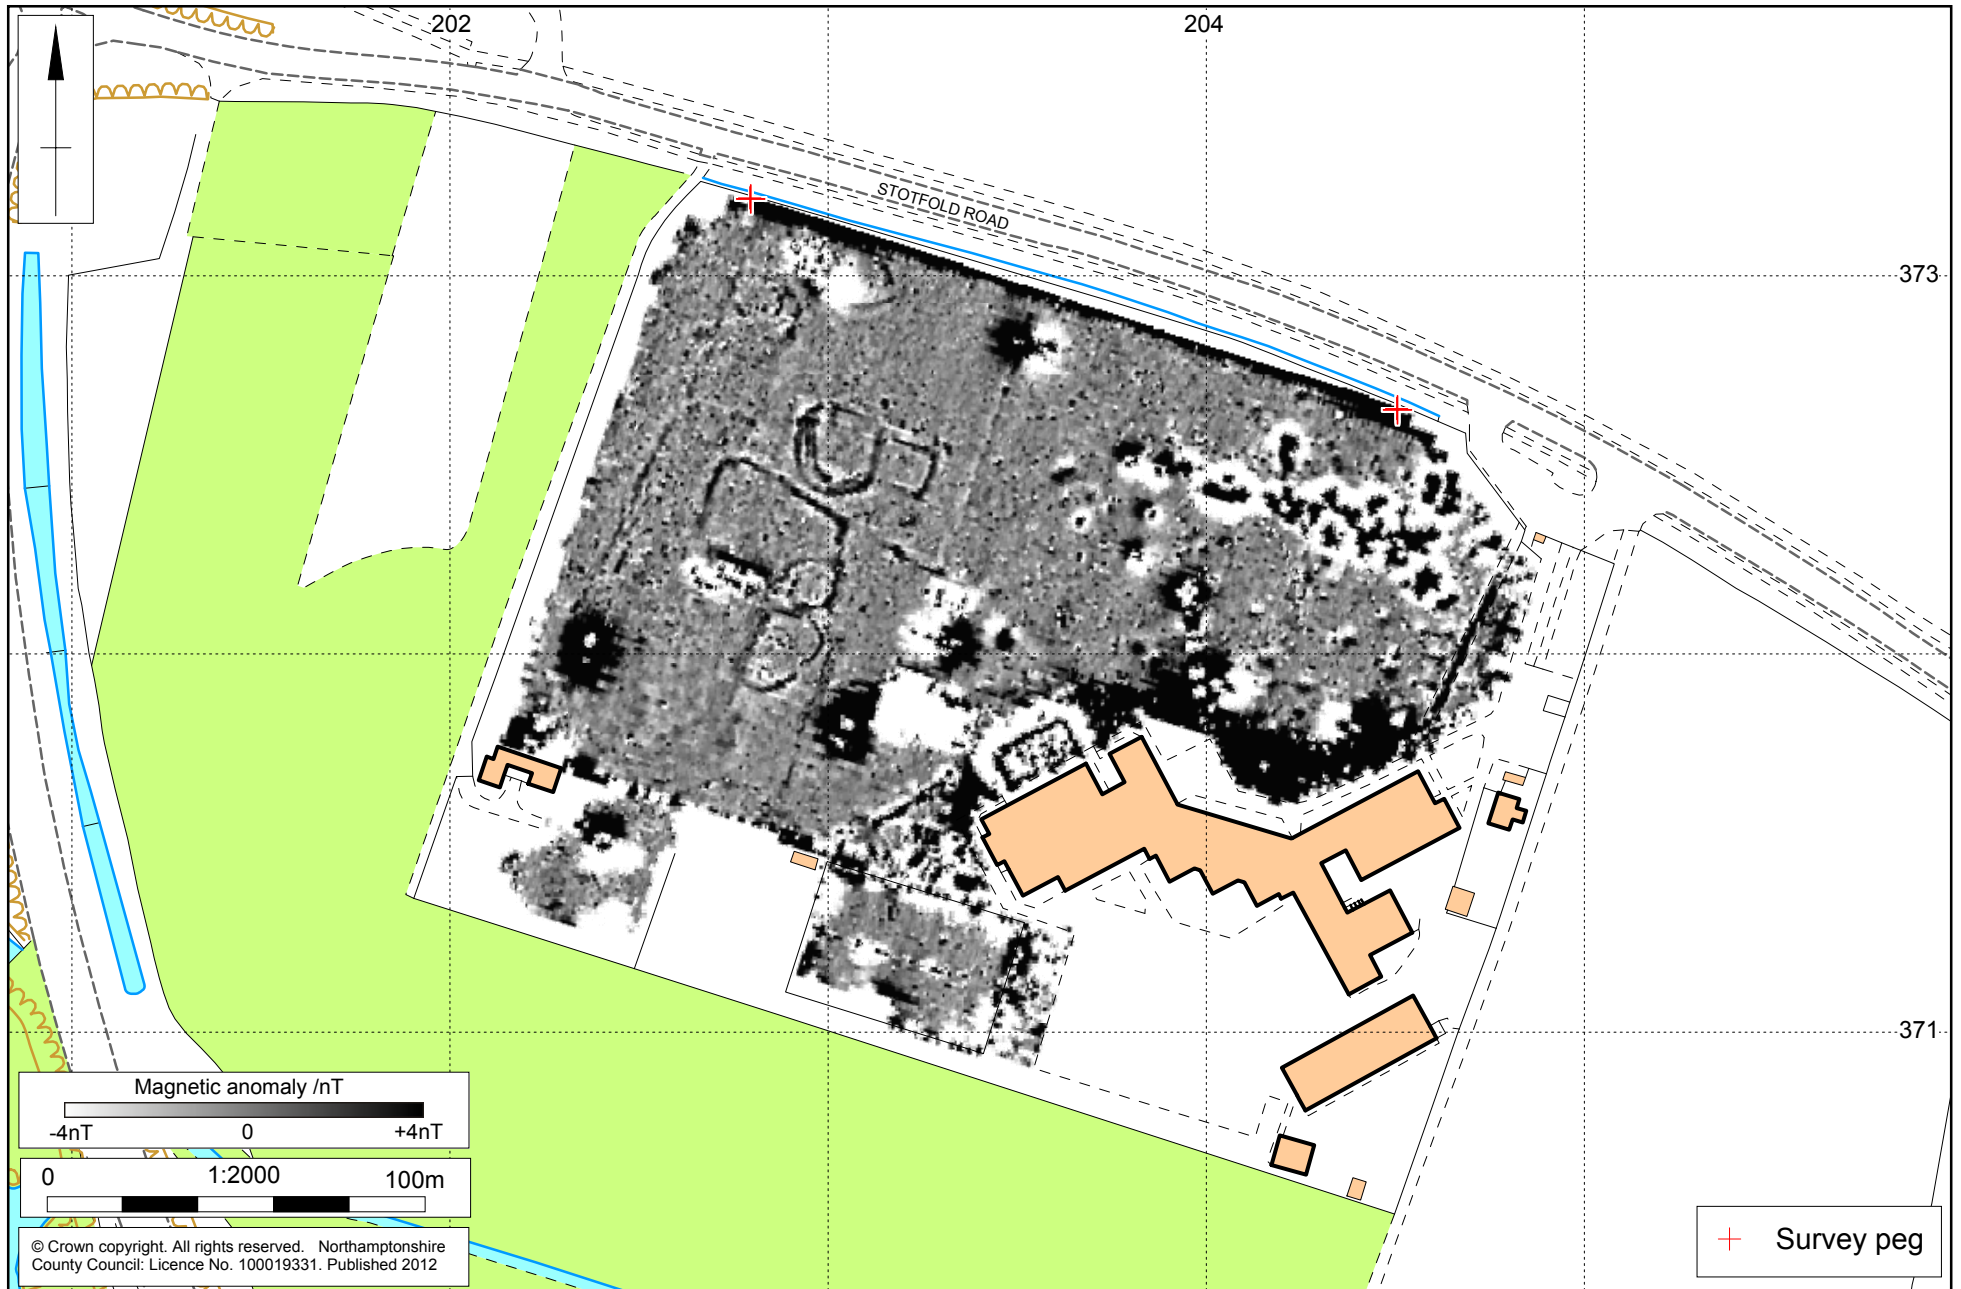 202
204
STOTFOLD ROAD
373
371
Magnetic anomaly /nT
-4nT 0 +4nT
0 1:2000 100m
© Crown copyright. All rights reserved. Northamptonshire
County Council: Licence No. 100019331. Published 2012
Survey peg